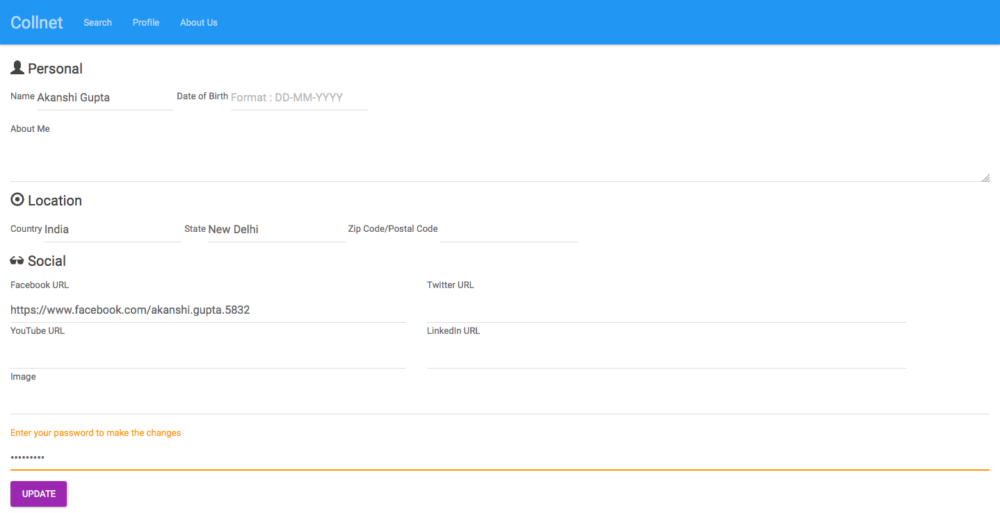 Collnet Search Profile About Us
Personal
Name Akanshi Gupta Date of Birth Format : DD-MM-YYYY
About Me
Location
Country India State New Delhi Zip Code/Postal Code
Social
Facebook URL Twitter URL
https://www.facebook.com/akanshi.gupta.5832
YouTube URL LinkedIn URL
Image
Enter your password to make the changes
•••••••••
UPDATE